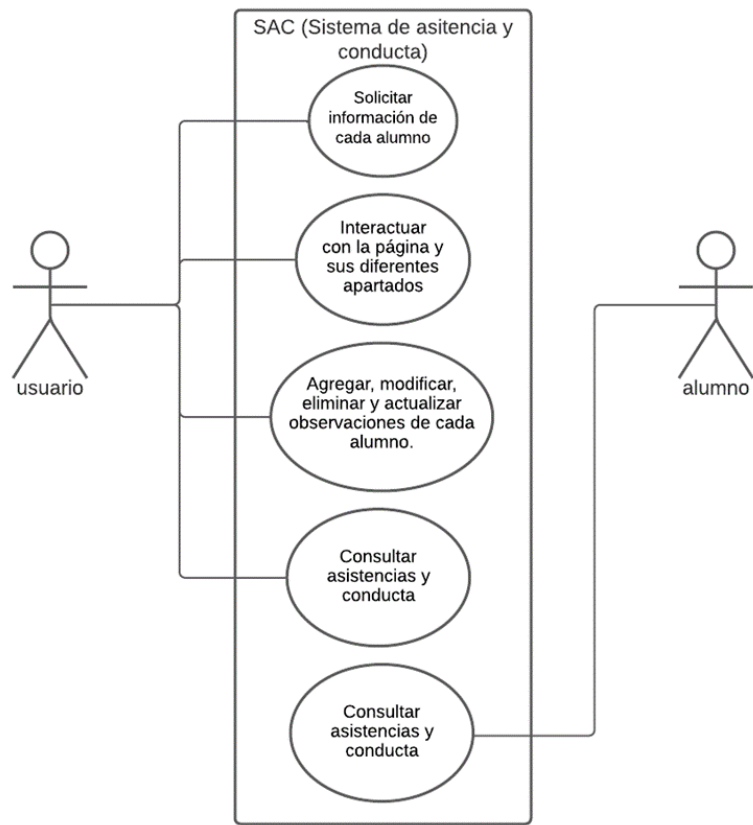 SAC (Sistema de asitencia y
conducta)
Solicitar
información de
cada alumno
Interactuar
con la página y
sus diferentes
apartados
usuario
alumno
Agregar, modificar,
eliminar y actualizar
observaciones de cada
alumno.
Consultar
asistencias y
conducta
Consultar
asistencias y
conducta